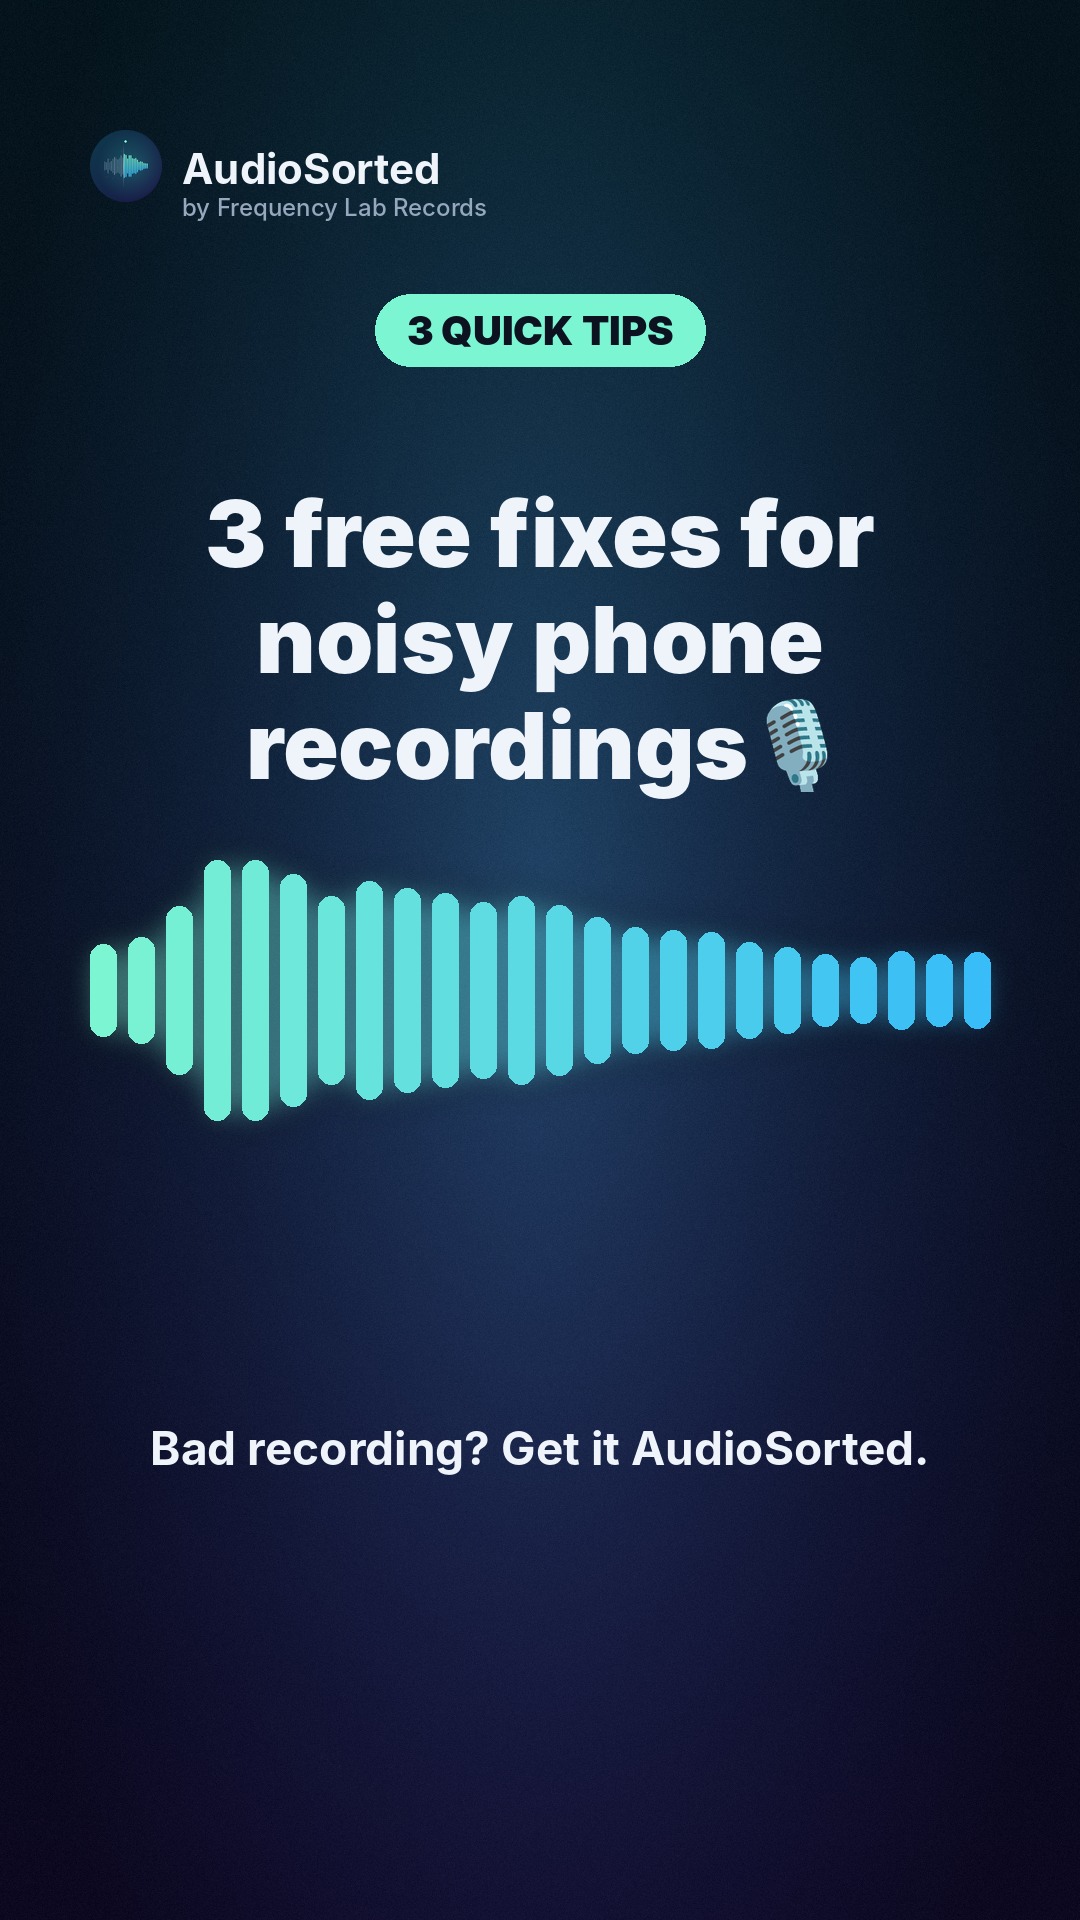 AudioSorted
by Frequency Lab Records
3 QUICK TIPS
3 free fixes for
noisy phone
recordings🎙️
Bad recording? Get it AudioSorted.